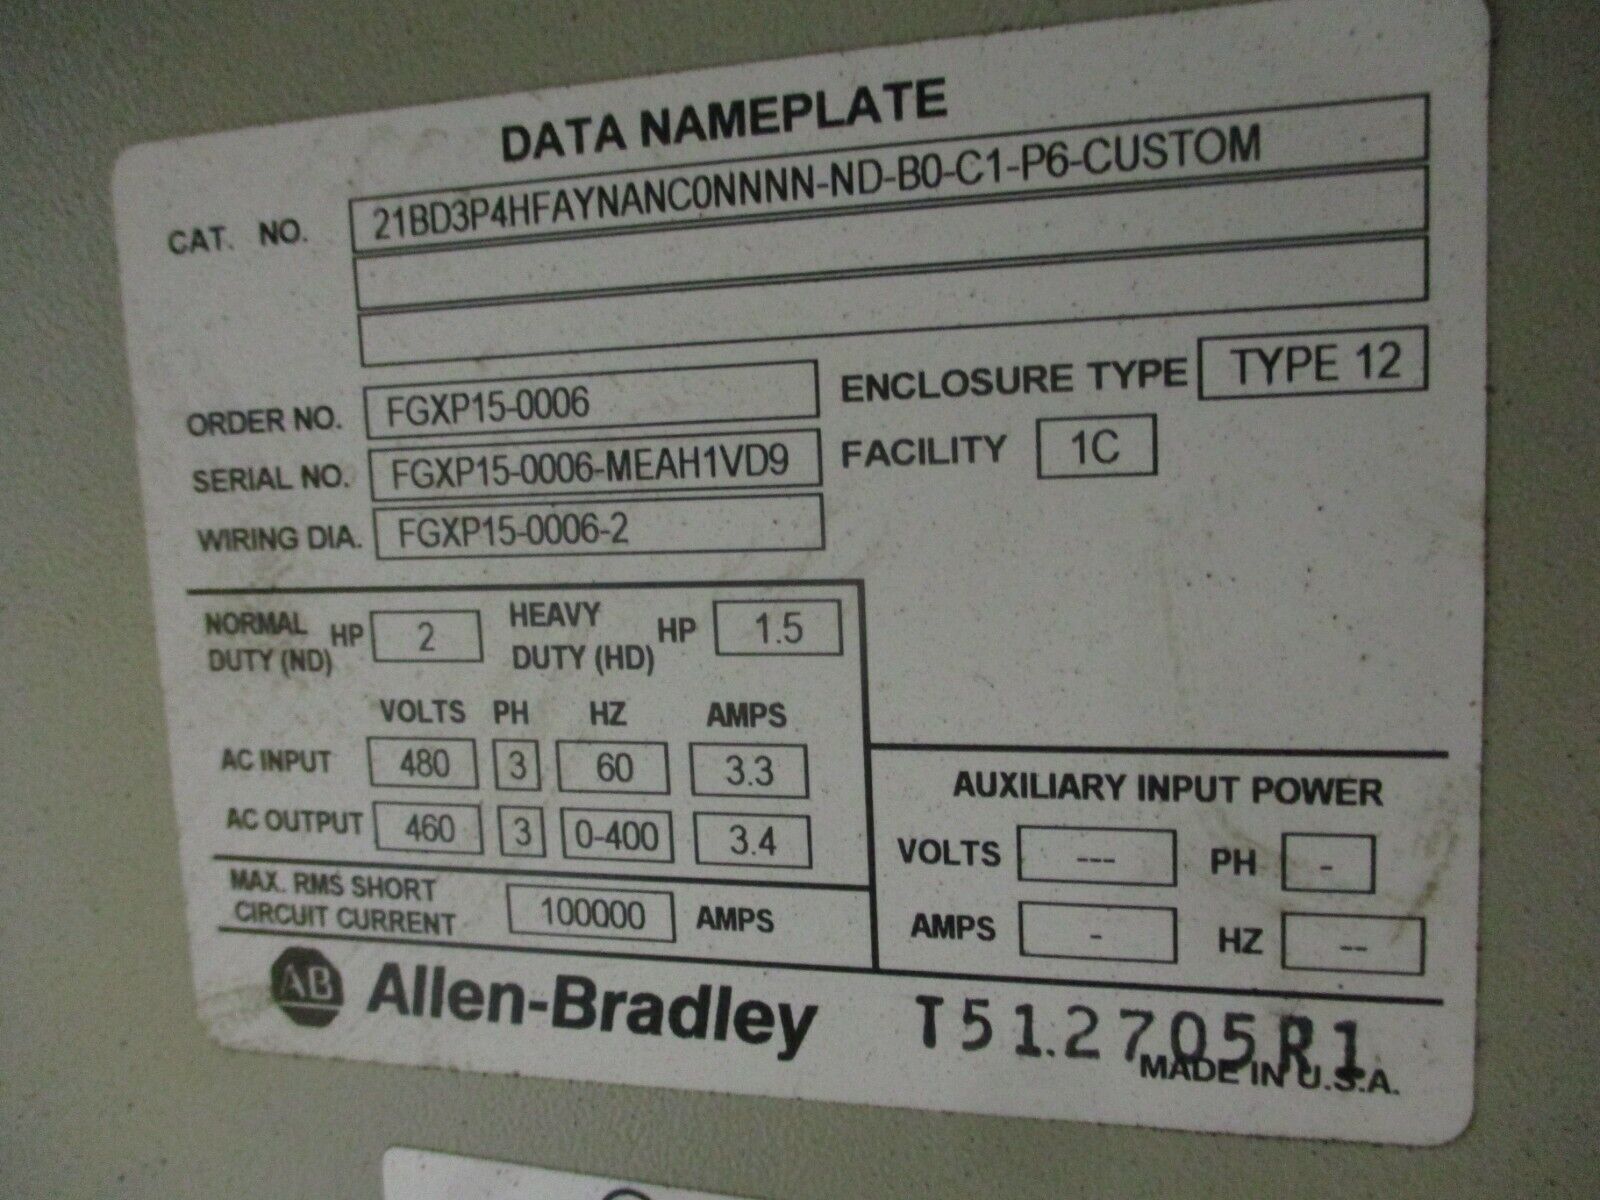 DATA NAMEPLATE
CAT. NO. 21BD3P4HFAYNANC0NNNN-ND-B0-C1-P6-CUSTOM
ORDER NO. FGXP15-0006 ENCLOSURE TYPE TYPE 12
SERIAL NO. FGXP15-0006-MEAH1VD9 FACILITY 1C
WIRING DIA. FGXP15-0006-2
NORMAL DUTY (ND) HP 2 HEAVY DUTY (HD) HP 1.5
VOLTS PH HZ AMPS
AC INPUT 480 3 60 3.3
AC OUTPUT 460 3 0-400 3.4
MAX. RMS SHORT
CIRCUIT CURRENT 100000 AMPS
AUXILIARY INPUT POWER
VOLTS --- PH -
AMPS - HZ --
AB Allen-Bradley
T51.2705R1
MADE IN U.S.A.